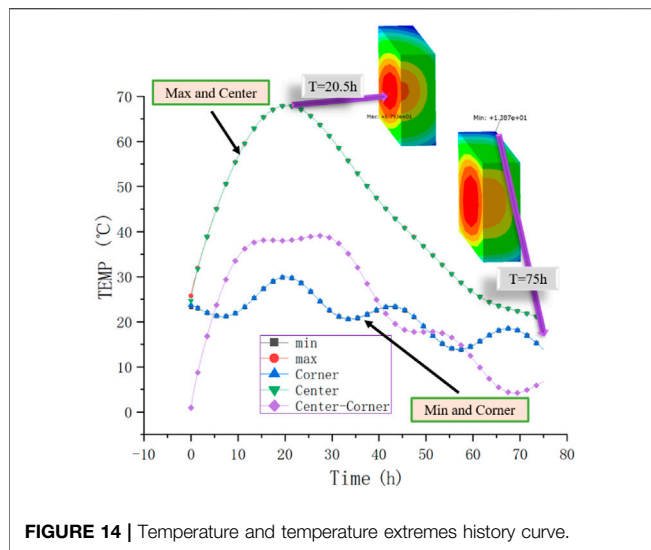 Max and Center
T=20.5h
Min: +1.387e+01
70
60
50
40
30
20
10
0
TEMP (℃)
T=75h
min
max
Corner
Center
Center-Corner
Min and Corner
-10 0 10 20 30 40 50 60 70 80
Time (h)
FIGURE 14 | Temperature and temperature extremes history curve.